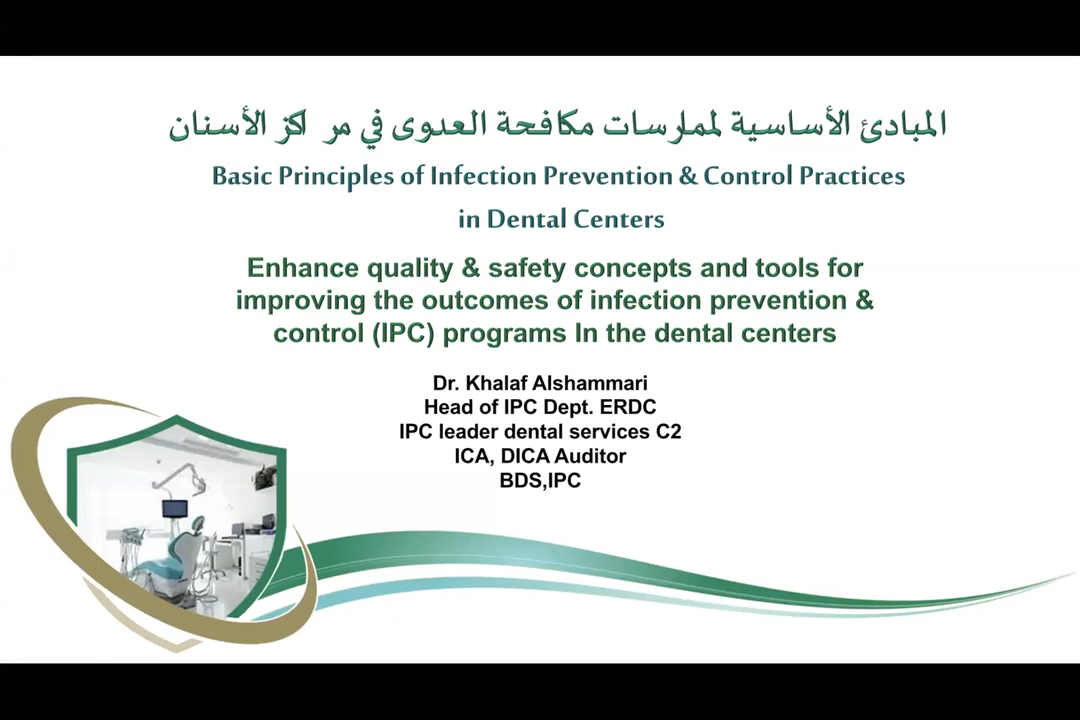 المبادئ الأساسية لممارسات مكافحة العدوى في مراكز الأسنان
Basic Principles of Infection Prevention & Control Practices
in Dental Centers
Enhance quality & safety concepts and tools for
improving the outcomes of infection prevention &
control (IPC) programs In the dental centers
Dr. Khalaf Alshammari
Head of IPC Dept. ERDC
IPC leader dental services C2
ICA, DICA Auditor
BDS,IPC